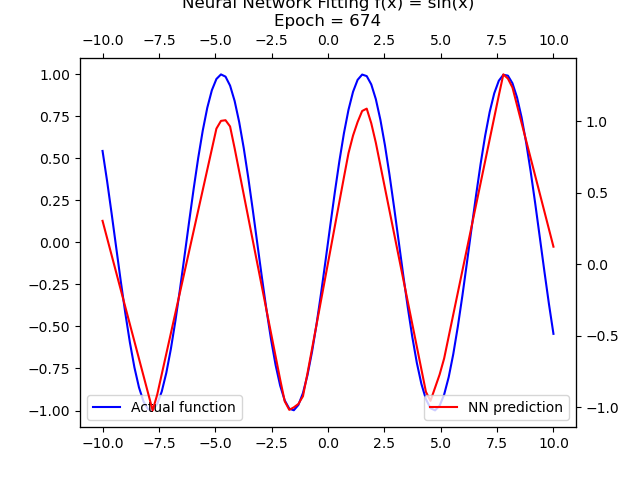 Neural Network Fitting f(x) = sin(x)
Epoch = 674
−10.0 −7.5 −5.0 −2.5 0.0 2.5 5.0 7.5 10.0
1.00
0.75
0.50
0.25
0.00
−0.25
−0.50
−0.75
−1.00
1.0
0.5
0.0
−0.5
−1.0
Actual function
NN prediction
−10.0 −7.5 −5.0 −2.5 0.0 2.5 5.0 7.5 10.0